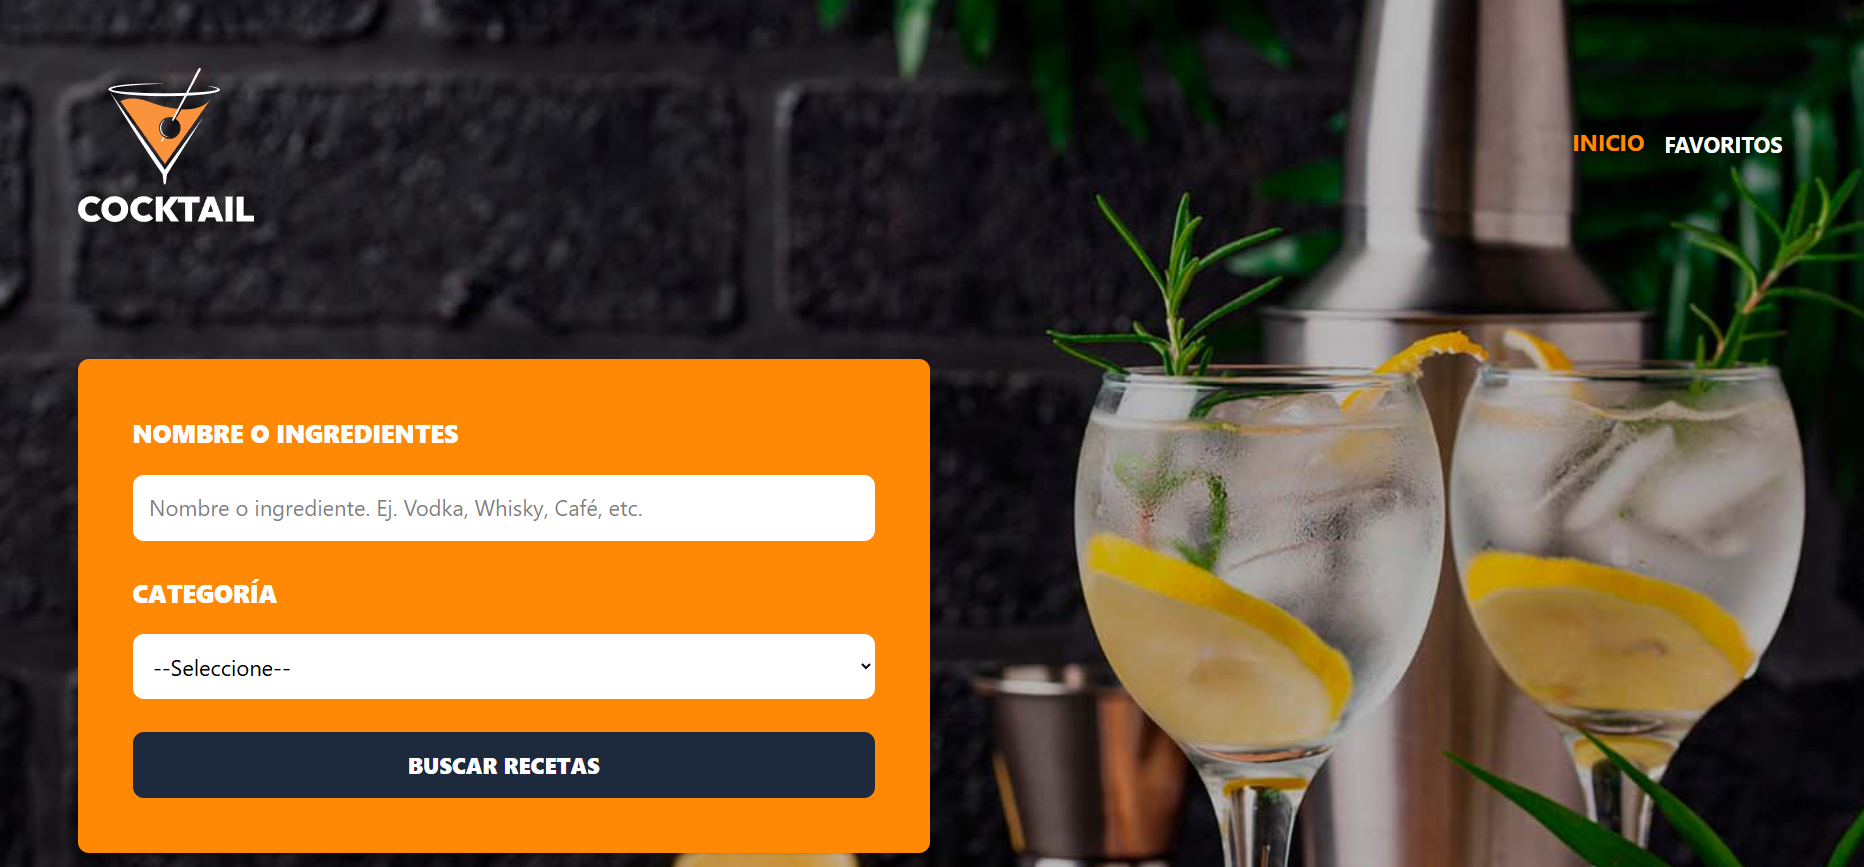 COCKTAIL
INICIO FAVORITOS
NOMBRE O INGREDIENTES
Nombre o ingrediente. Ej. Vodka, Whisky, Café, etc.
CATEGORÍA
--Seleccione--
BUSCAR RECETAS